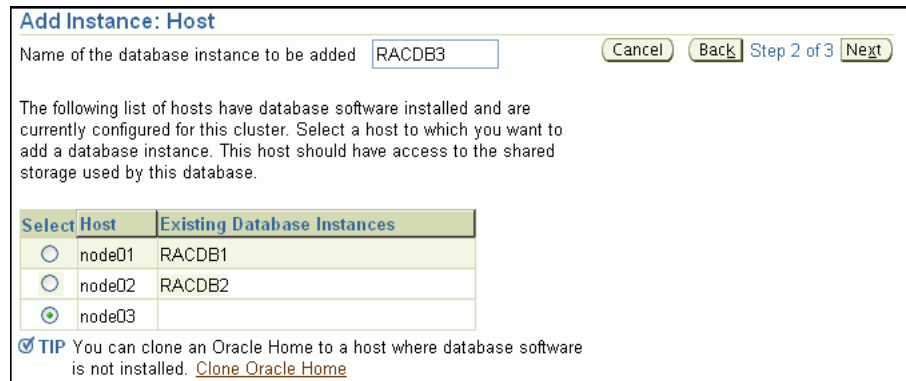 Add Instance: Host
Name of the database instance to be added RACDB3 Cancel Back Step 2 of 3 Next
The following list of hosts have database software installed and are
currently configured for this cluster. Select a host to which you want to
add a database instance. This host should have access to the shared
storage used by this database.
Select Host Existing Database Instances
node01 RACDB1
node02 RACDB2
node03
TIP You can clone an Oracle Home to a host where database software
is not installed. Clone Oracle Home